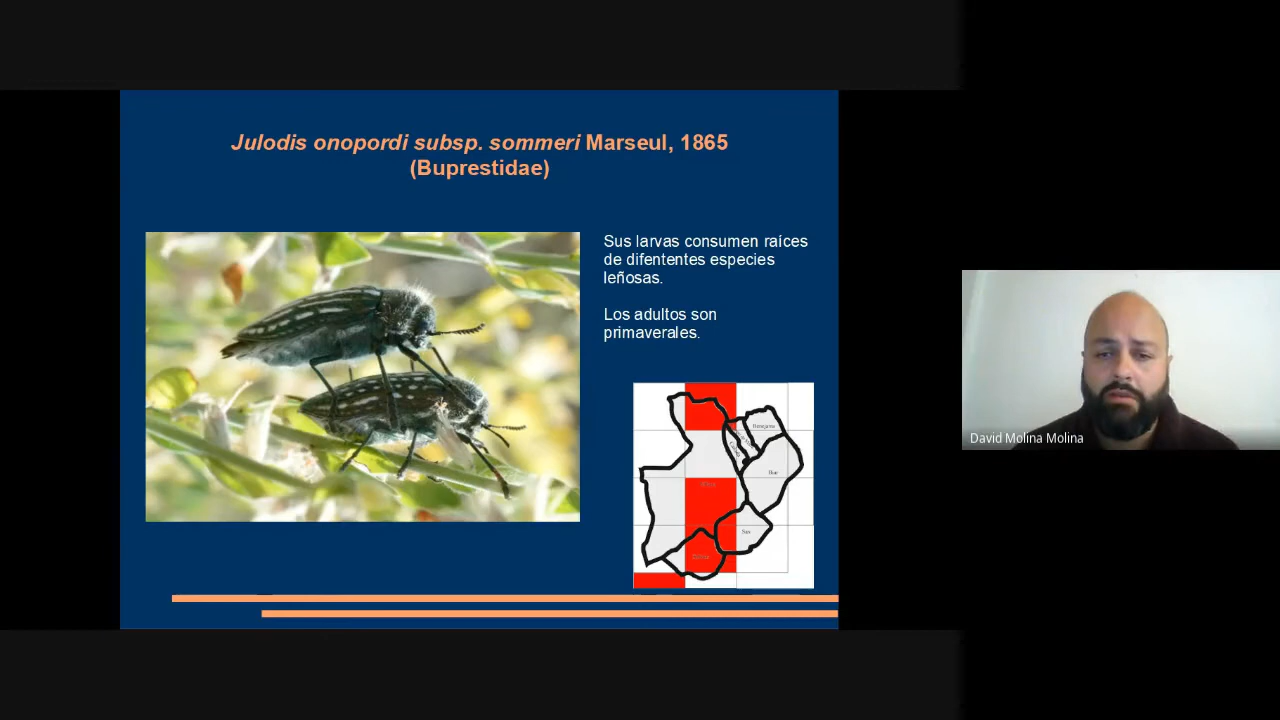 Julodis onopordi subsp. sommeri Marseul, 1865
(Buprestidae)
Sus larvas consumen raíces
de difententes especies
leñosas.
Los adultos son
primaverales.
David Molina Molina